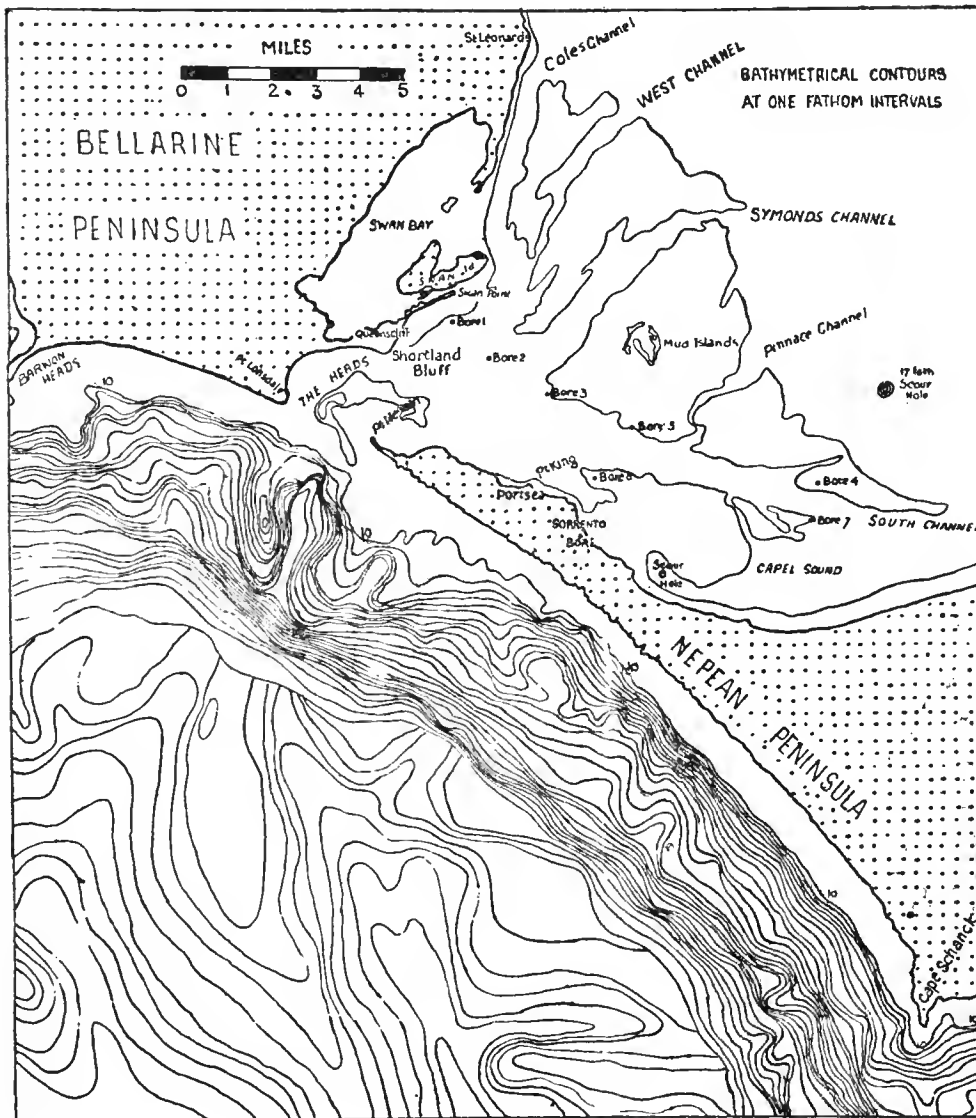 MILES
0 1 2 3 4 5
BELLARINE
PENINSULA
St Leonards
Coles Channel
WEST CHANNEL
BATHYMETRICAL CONTOURS
AT ONE FATHOM INTERVALS
SYMONDS CHANNEL
SWAN BAY
SWAN Id
Swan Point
Queenscliff
Bore 1
Shortland
Bluff
Bore 2
Mud Islands
Pinnace Channel
17 fath
Scour
Hole
BARWON
HEADS
10
Pt Lonsdale
THE HEADS
Pt Nepean
Bore 3
Bore 5
Bore 4
Pt King
Bore 6
Portsea
SORRENTO
BORE
Bore 7
SOUTH CHANNEL
Scour
Hole
CAPEL SOUND
10
10
NEPEAN
PENINSULA
10
Cape Schanck